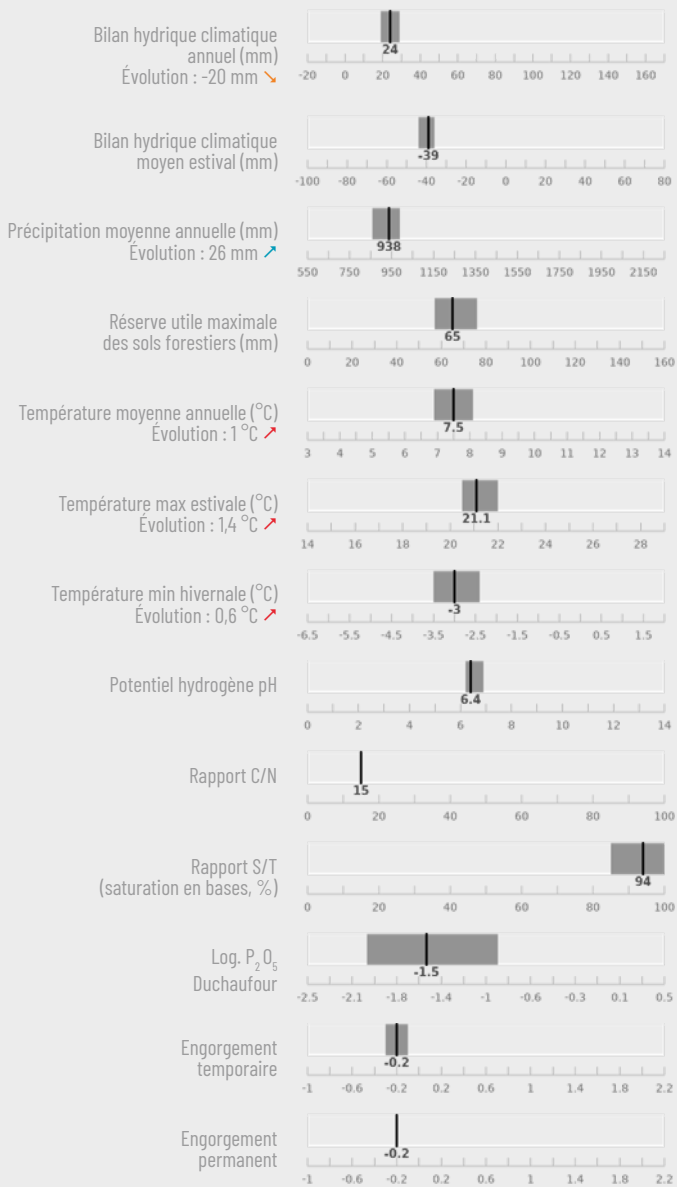 Bilan hydrique climatique
annuel (mm)
Évolution : -20 mm ↘
24
-20 0 20 40 60 80 100 120 140 160
Bilan hydrique climatique
moyen estival (mm)
-39
-100 -80 -60 -40 -20 0 20 40 60 80
Précipitation moyenne annuelle (mm)
Évolution : 26 mm ↗
938
550 750 950 1150 1350 1550 1750 1950 2150
Réserve utile maximale
des sols forestiers (mm)
65
0 20 40 60 80 100 120 140 160
Température moyenne annuelle (°C)
Évolution : 1 °C ↗
7.5
3 4 5 6 7 8 9 10 11 12 13 14
Température max estivale (°C)
Évolution : 1,4 °C ↗
21.1
14 16 18 20 22 24 26 28
Température min hivernale (°C)
Évolution : 0,6 °C ↗
-3
-6.5 -5.5 -4.5 -3.5 -2.5 -1.5 -0.5 0.5 1.5
Potentiel hydrogène pH
6.4
0 2 4 6 8 10 12 14
Rapport C/N
15
0 20 40 60 80 100
Rapport S/T
(saturation en bases, %)
94
0 20 40 60 80 100
Log. P₂O₅
Duchaufour
-1.5
-2.5 -2.1 -1.8 -1.4 -1 -0.6 -0.3 0.1 0.5
Engorgement
temporaire
-0.2
-1 -0.6 -0.2 0.2 0.6 1 1.4 1.8 2.2
Engorgement
permanent
-0.2
-1 -0.6 -0.2 0.2 0.6 1 1.4 1.8 2.2